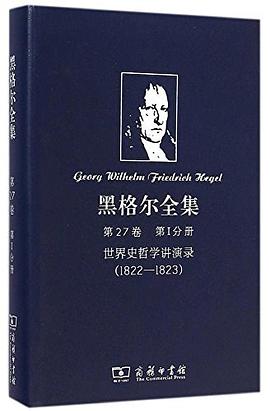 黑格尔全集
第27卷
第Ⅰ分册
Georg Wilhelm Friedrich Hegel
黑格尔全集
第27卷 第Ⅰ分册
世界史哲学讲演录
(1822—1823)
商务印书馆
The Commercial Press